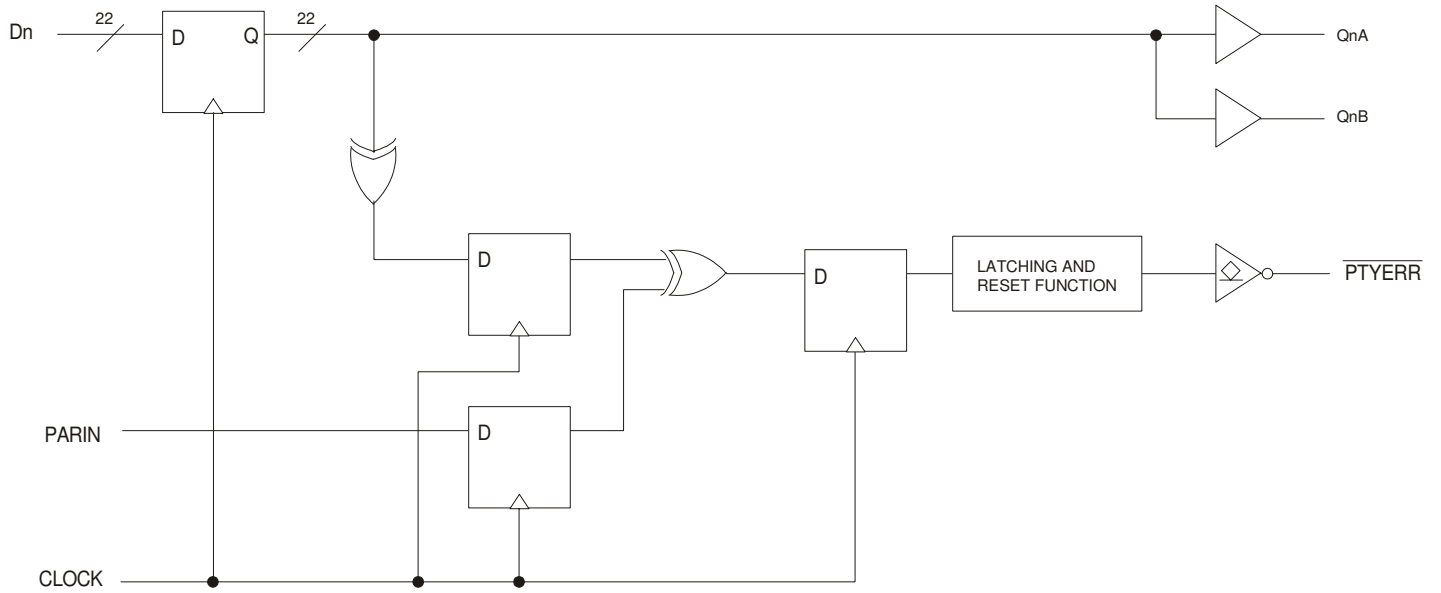 Dn
22
D
Q
22
QnA
QnB
D
D
LATCHING AND
RESET FUNCTION
PTYERR
PARIN
D
CLOCK